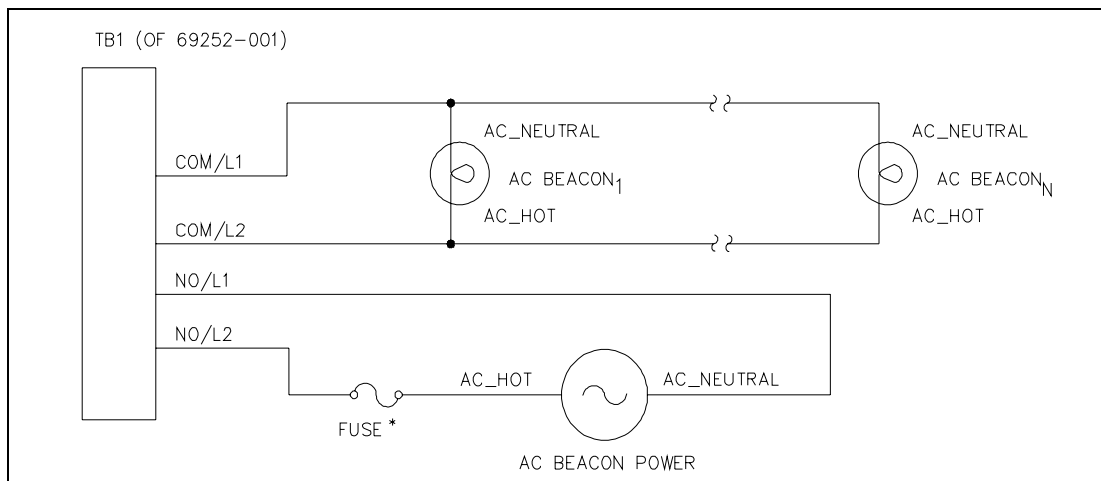 TB1 (OF 69252-001)
AC_NEUTRAL
AC_NEUTRAL
COM/L1
AC BEACON1
AC BEACONN
AC_HOT
AC_HOT
COM/L2
NO/L1
NO/L2
AC_HOT
AC_NEUTRAL
FUSE *
AC BEACON POWER